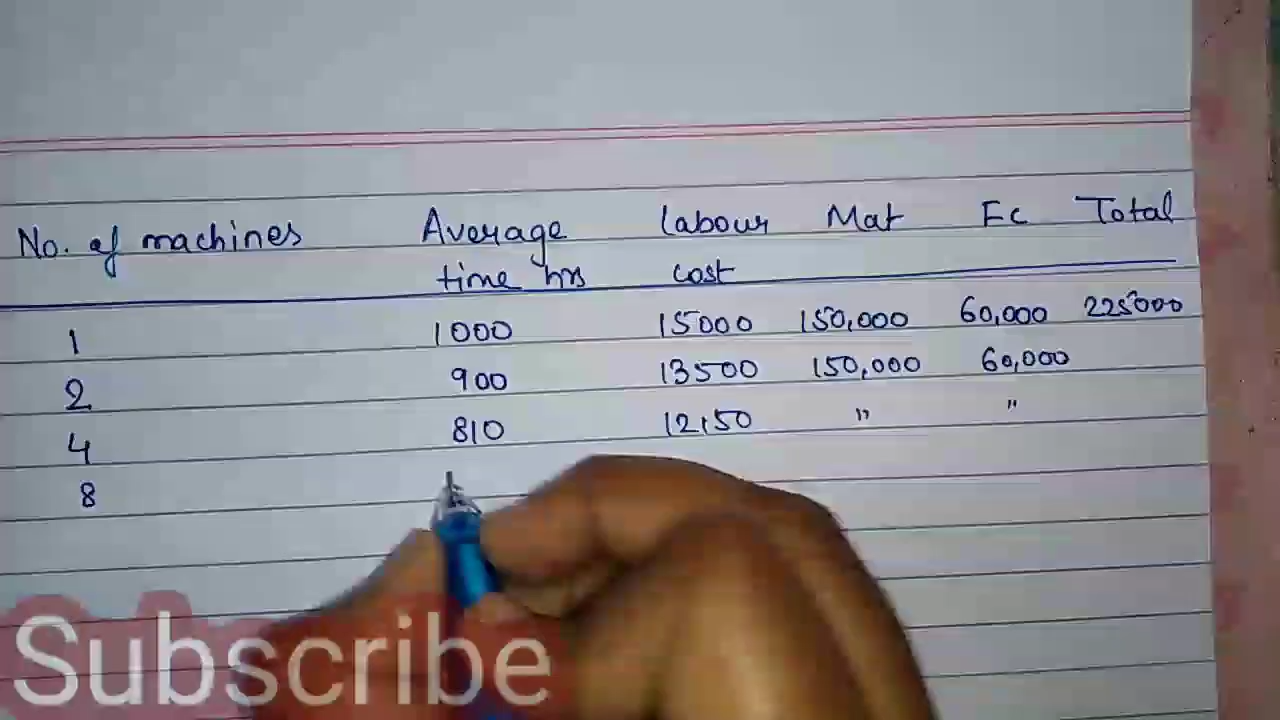 No. of machines Average labour Mat Fc Total
time hrs cost
1 1000 15000 150,000 60,000 225000
2 900 13500 150,000 60,000
4 810 12150 " "
8
Subscribe